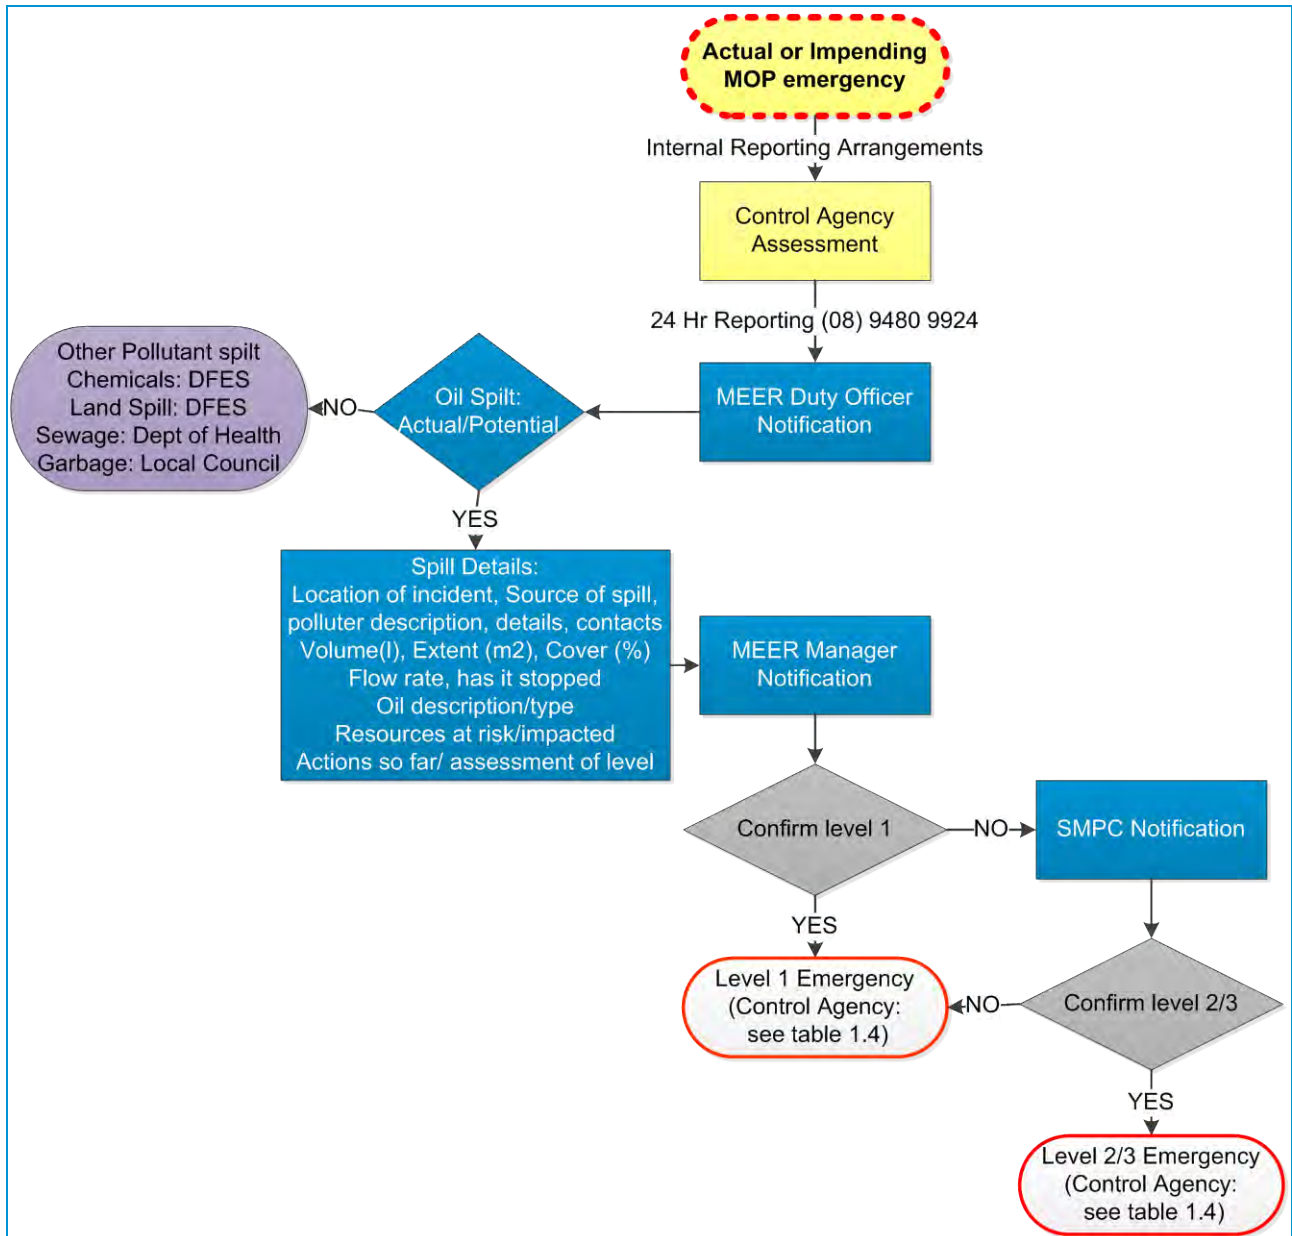 Actual or Impending
MOP emergency
Internal Reporting Arrangements
Control Agency
Assessment
24 Hr Reporting (08) 9480 9924
MEER Duty Officer
Notification
Oil Spilt:
Actual/Potential
NO
Other Pollutant spilt
Chemicals: DFES
Land Spill: DFES
Sewage: Dept of Health
Garbage: Local Council
YES
Spill Details:
Location of incident, Source of spill,
polluter description, details, contacts
Volume(l), Extent (m2), Cover (%)
Flow rate, has it stopped
Oil description/type
Resources at risk/impacted
Actions so far/ assessment of level
MEER Manager
Notification
Confirm level 1
NO
SMPC Notification
YES
Level 1 Emergency
(Control Agency:
see table 1.4)
NO
Confirm level 2/3
YES
Level 2/3 Emergency
(Control Agency:
see table 1.4)